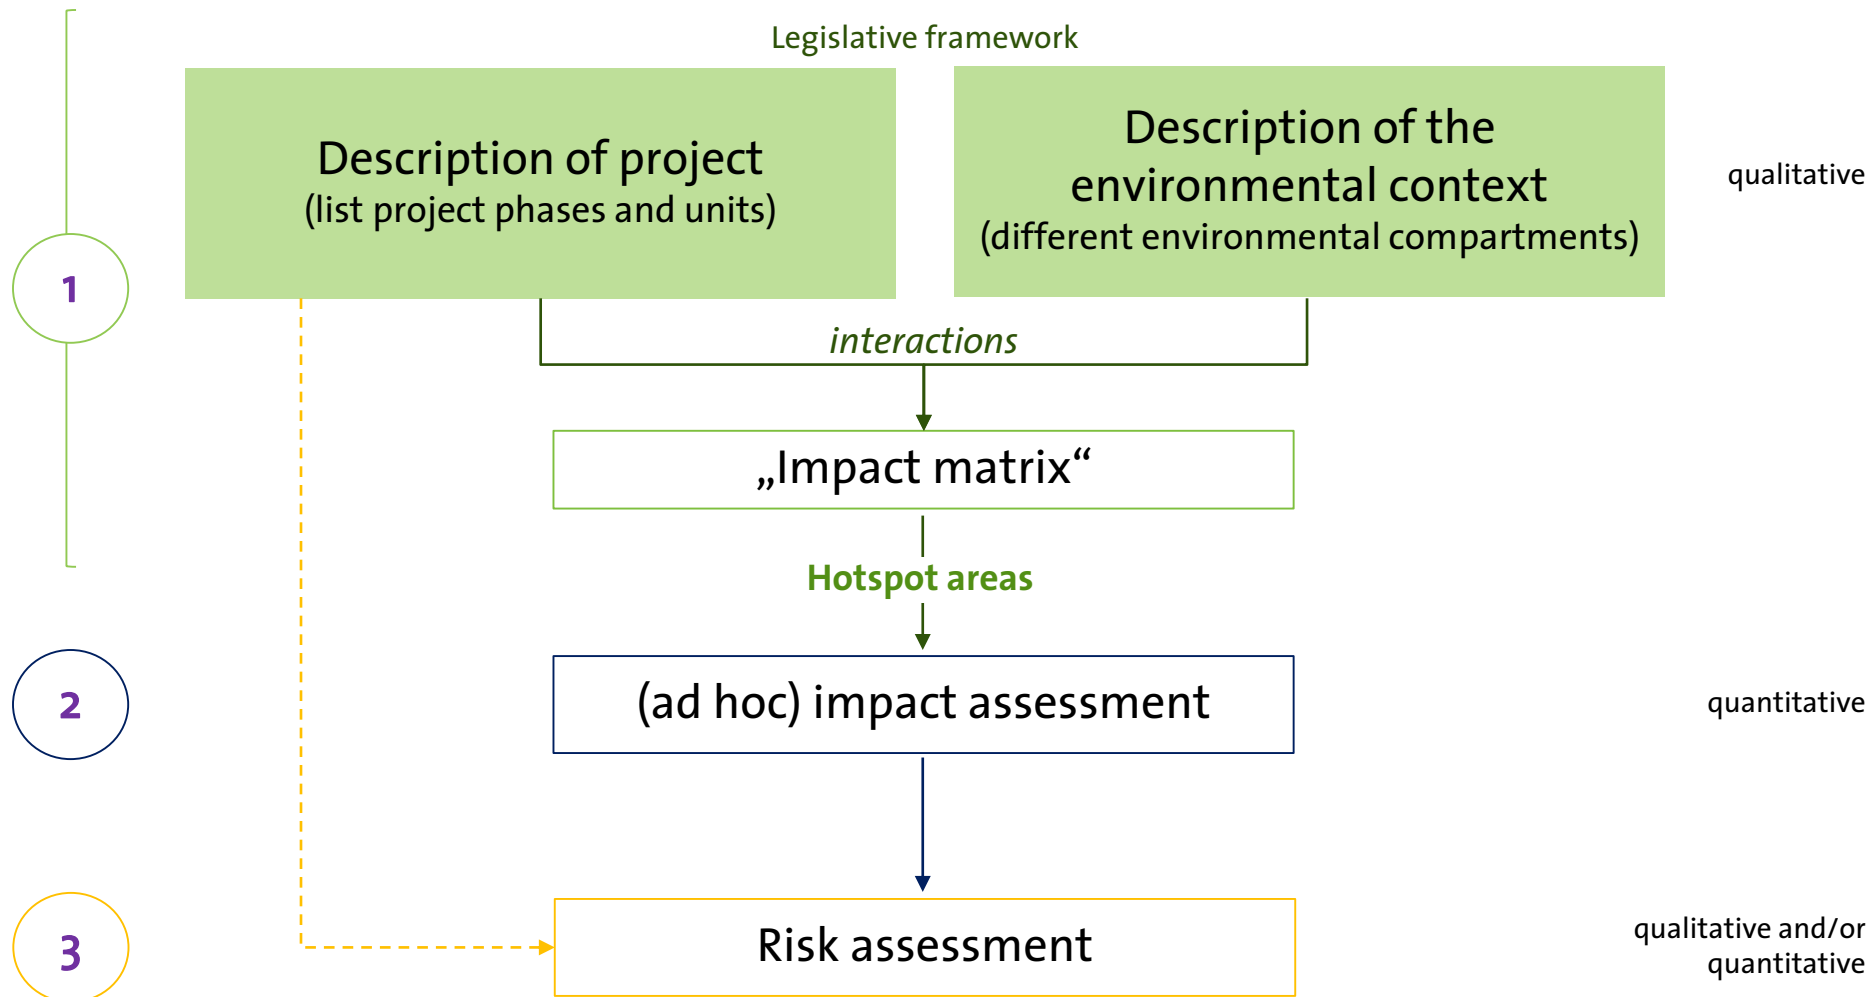 Legislative framework
Description of project
(list project phases and units)
Description of the
environmental context
(different environmental compartments)
qualitative
1
interactions
„Impact matrix“
Hotspot areas
2
(ad hoc) impact assessment
quantitative
3
Risk assessment
qualitative and/or
quantitative